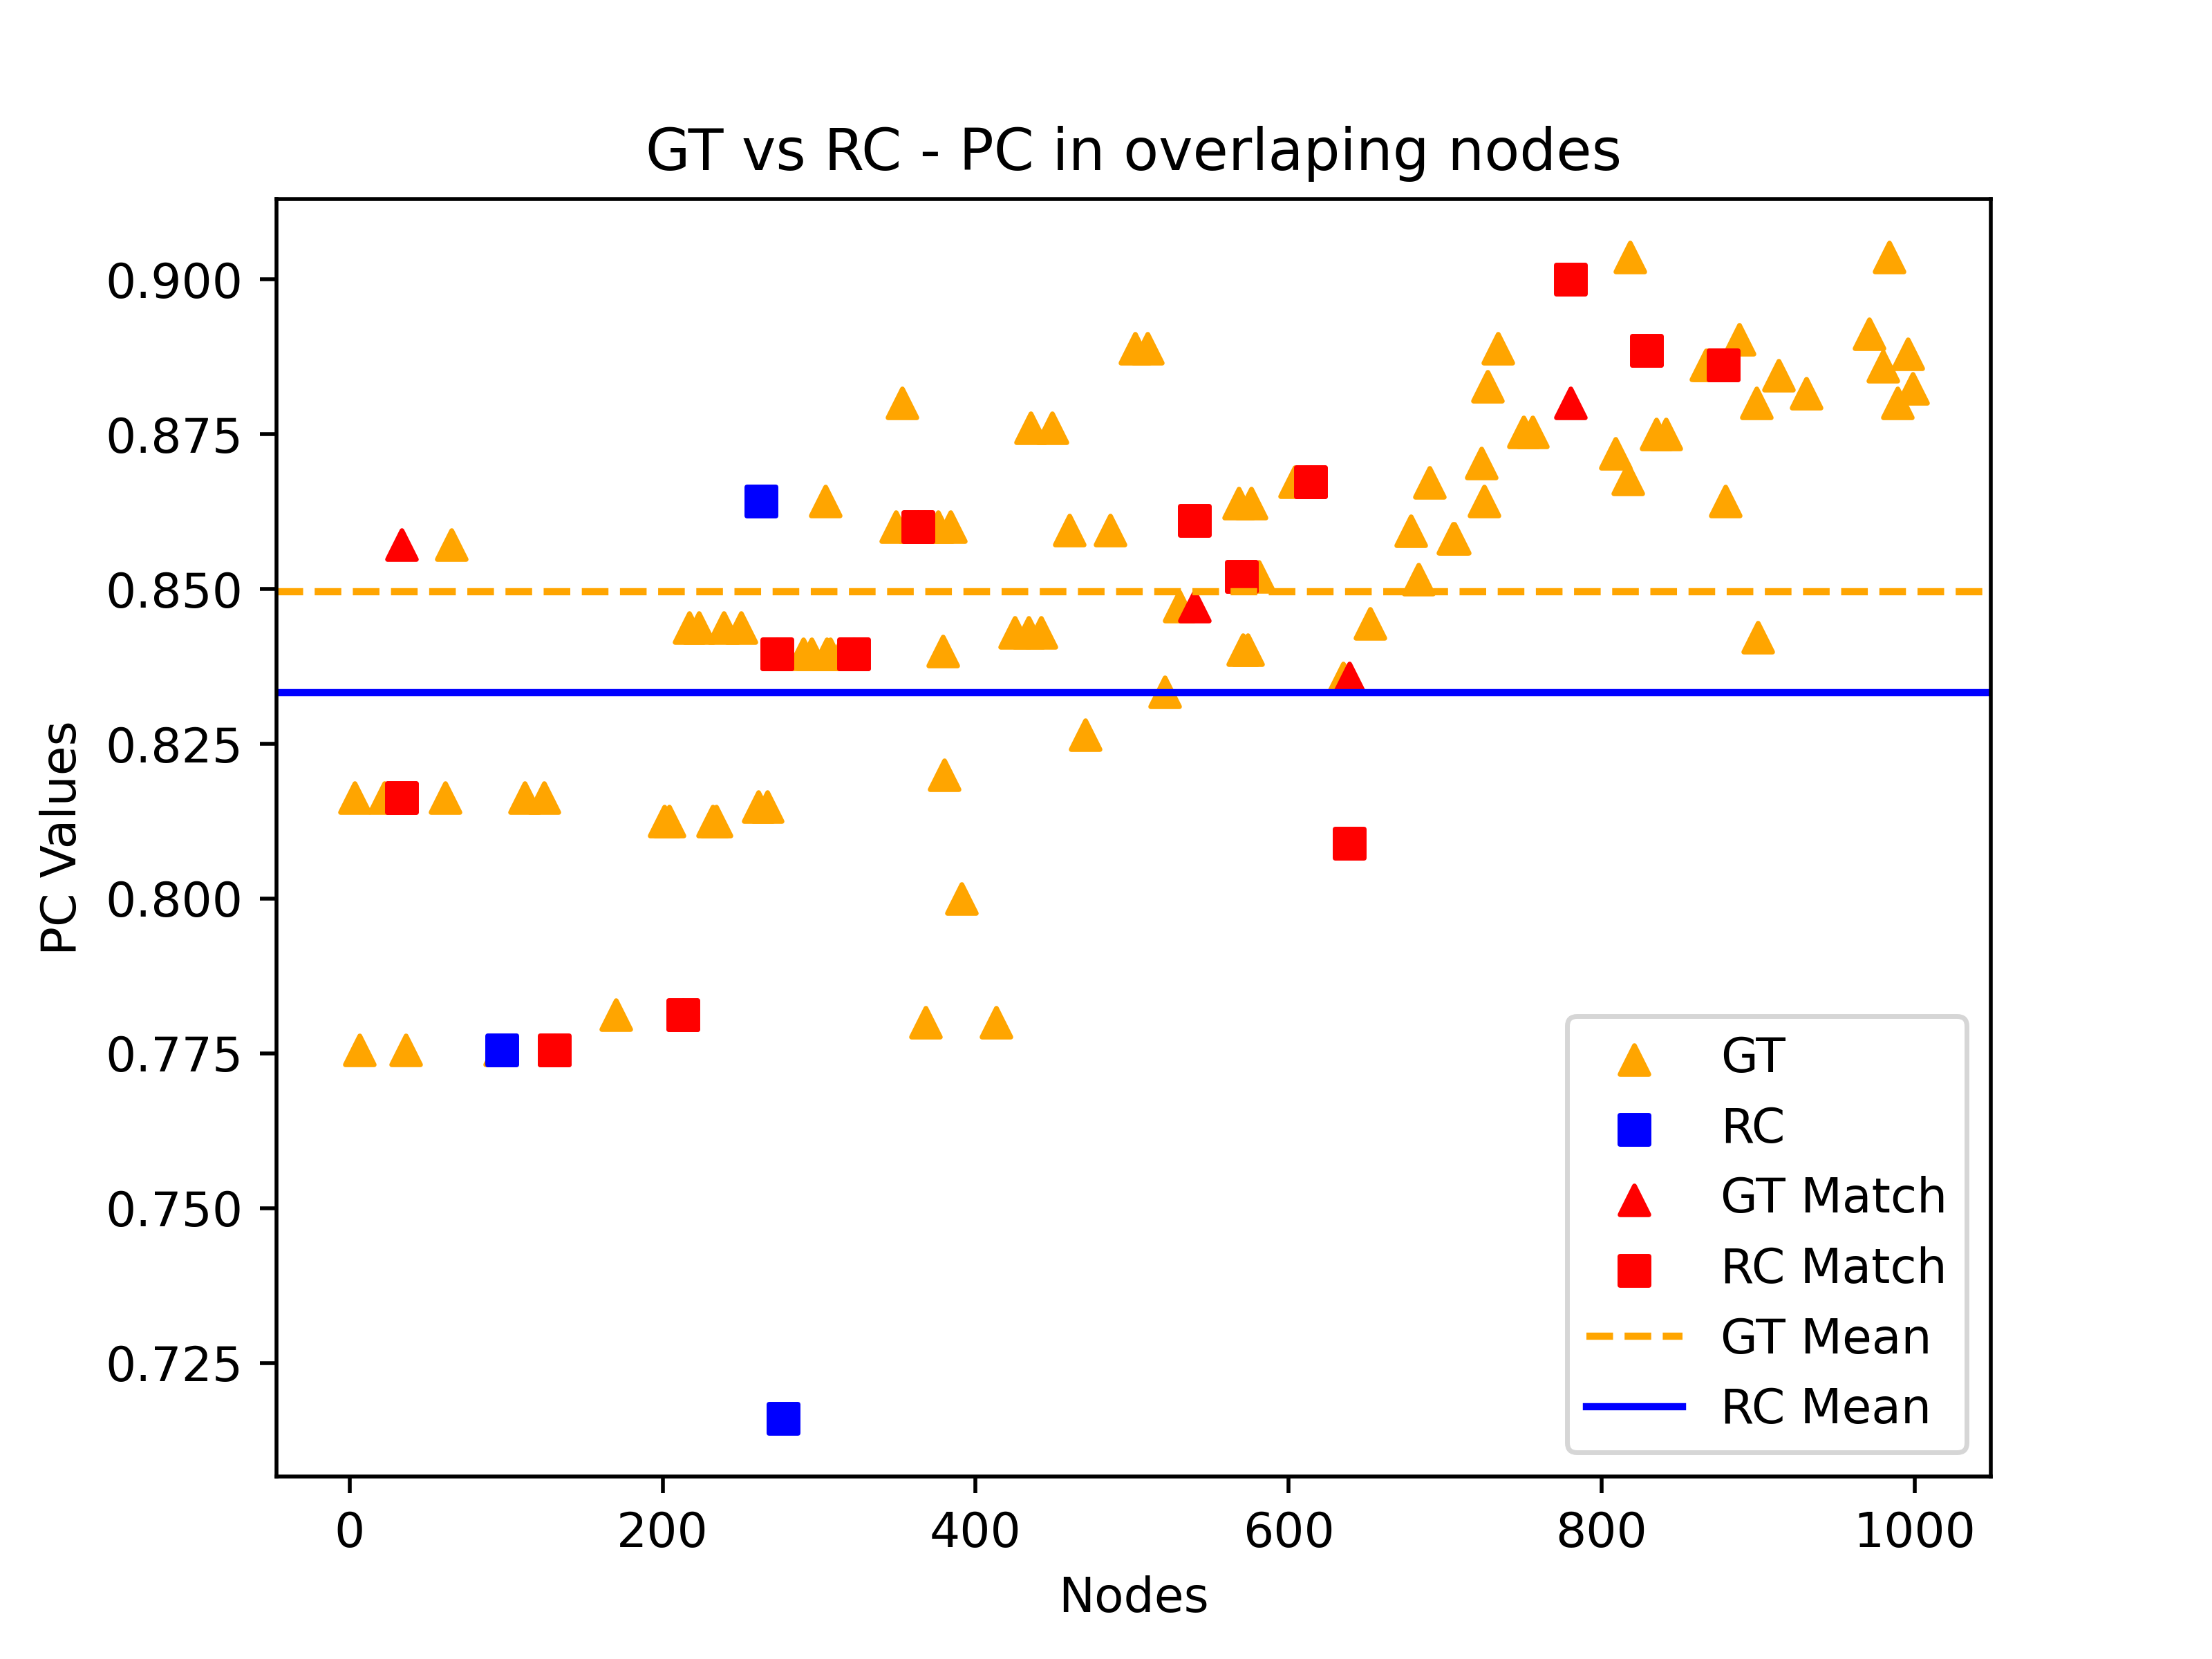 GT vs RC - PC in overlaping nodes
0.900
0.875
0.850
0.825
0.800
0.775
0.750
0.725
PC Values
0 200 400 600 800 1000
Nodes
GT
RC
GT Match
RC Match
GT Mean
RC Mean